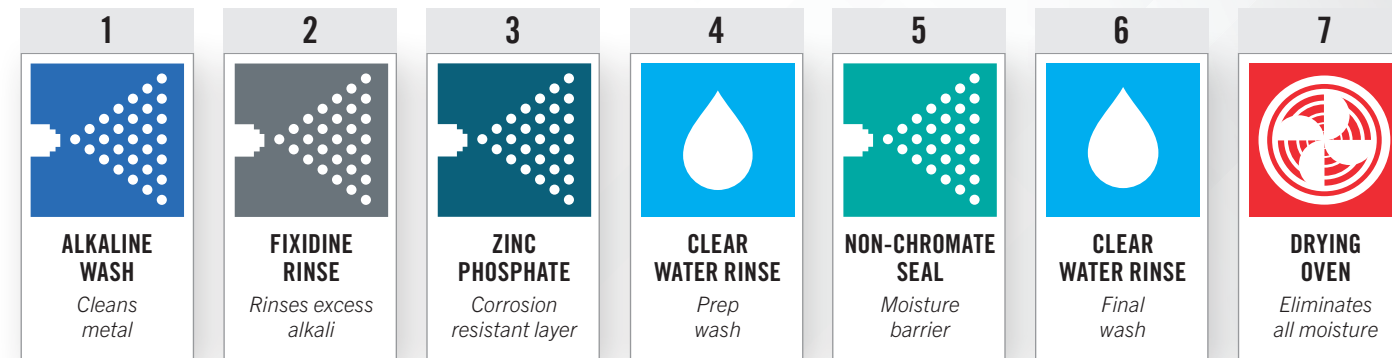 1
ALKALINE
WASH
Cleans
metal
2
FIXIDINE
RINSE
Rinses excess
alkali
3
ZINC
PHOSPHATE
Corrosion
resistant layer
4
CLEAR
WATER RINSE
Prep
wash
5
NON-CHROMATE
SEAL
Moisture
barrier
6
CLEAR
WATER RINSE
Final
wash
7
DRYING
OVEN
Eliminates
all moisture